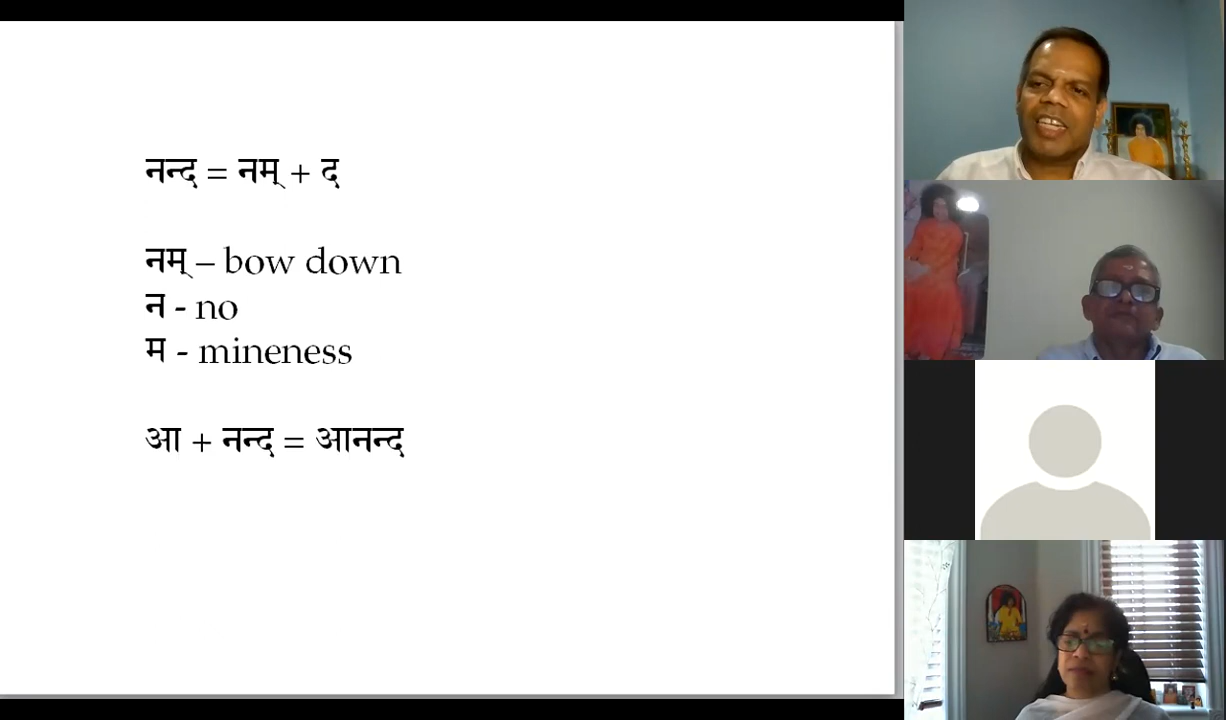 नन्द = नम् + द
नम् – bow down
न - no
म - mineness
आ + नन्द = आनन्द